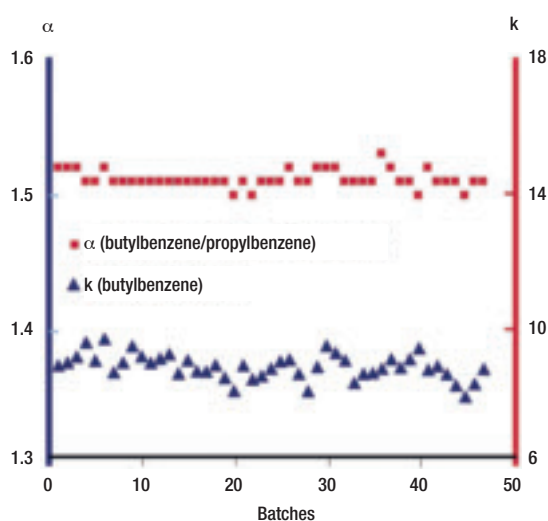 α
k
1.6
18
1.5
14
α (butylbenzene/propylbenzene)
k (butylbenzene)
1.4
10
1.3
6
0
10
20
30
40
50
Batches